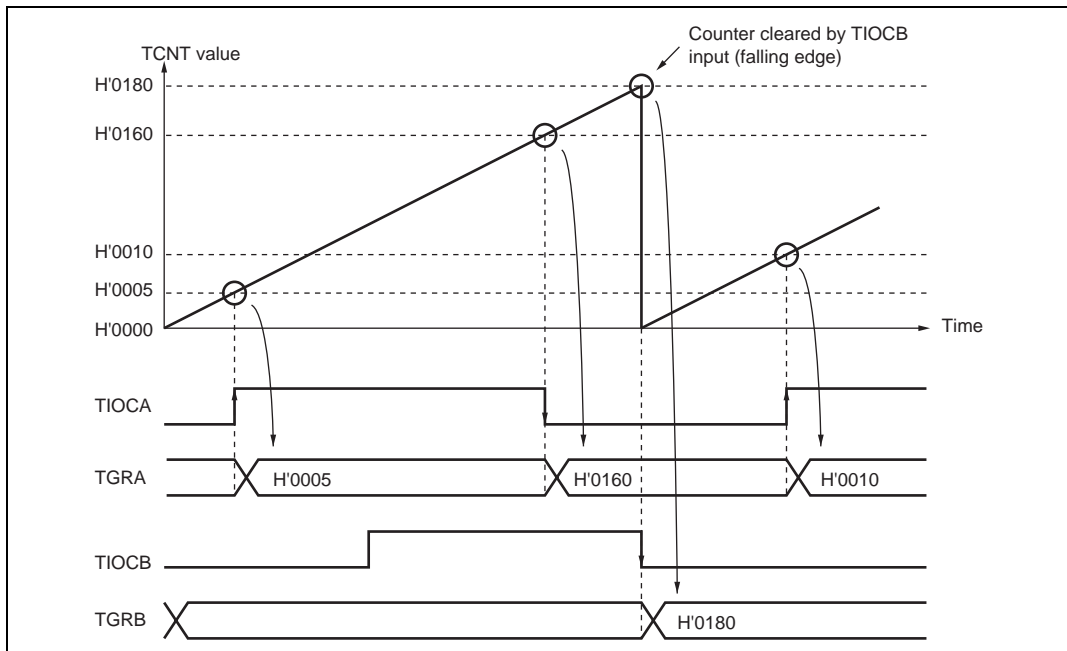 Counter cleared by TIOCB
input (falling edge)
TCNT value
H'0180
H'0160
H'0010
H'0005
H'0000
Time
TIOCA
TGRA
H'0005
H'0160
H'0010
TIOCB
TGRB
H'0180